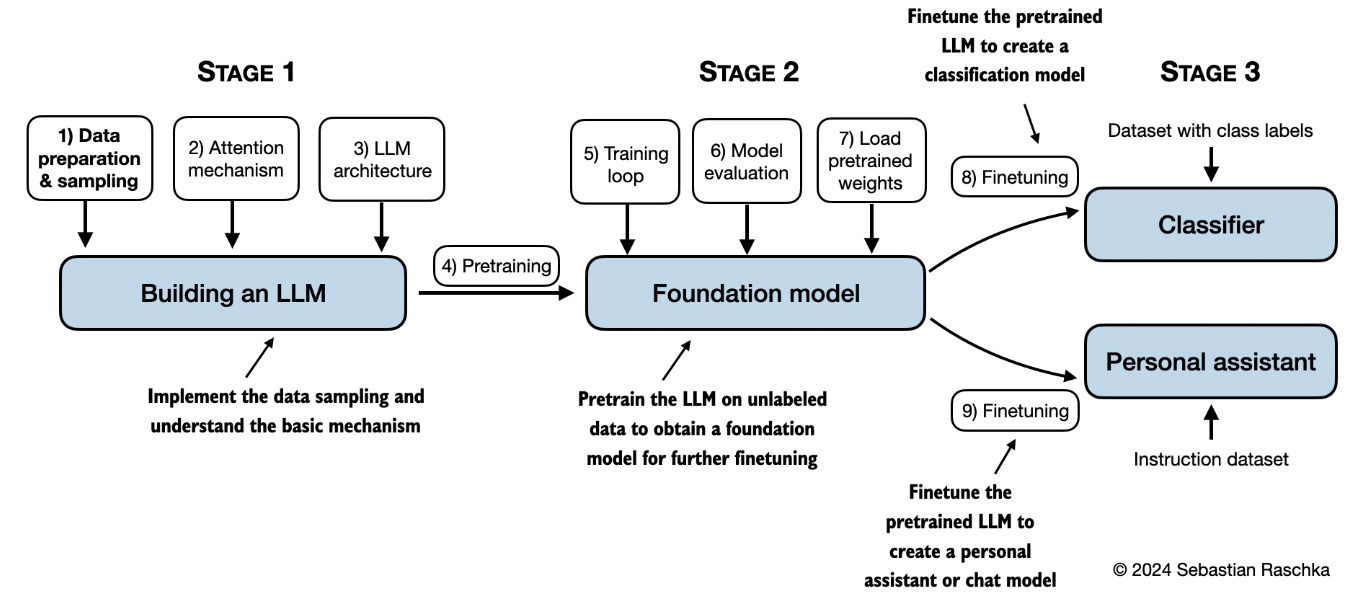 STAGE 1
1) Data
preparation
& sampling
2) Attention
mechanism
3) LLM
architecture
Building an LLM
Implement the data sampling and
understand the basic mechanism
4) Pretraining
STAGE 2
5) Training
loop
6) Model
evaluation
7) Load
pretrained
weights
Foundation model
Pretrain the LLM on unlabeled
data to obtain a foundation
model for further finetuning
Finetune the pretrained
LLM to create a
classification model
STAGE 3
8) Finetuning
Dataset with class labels
Classifier
Personal assistant
9) Finetuning
Instruction dataset
Finetune the
pretrained LLM to
create a personal
assistant or chat model
© 2024 Sebastian Raschka